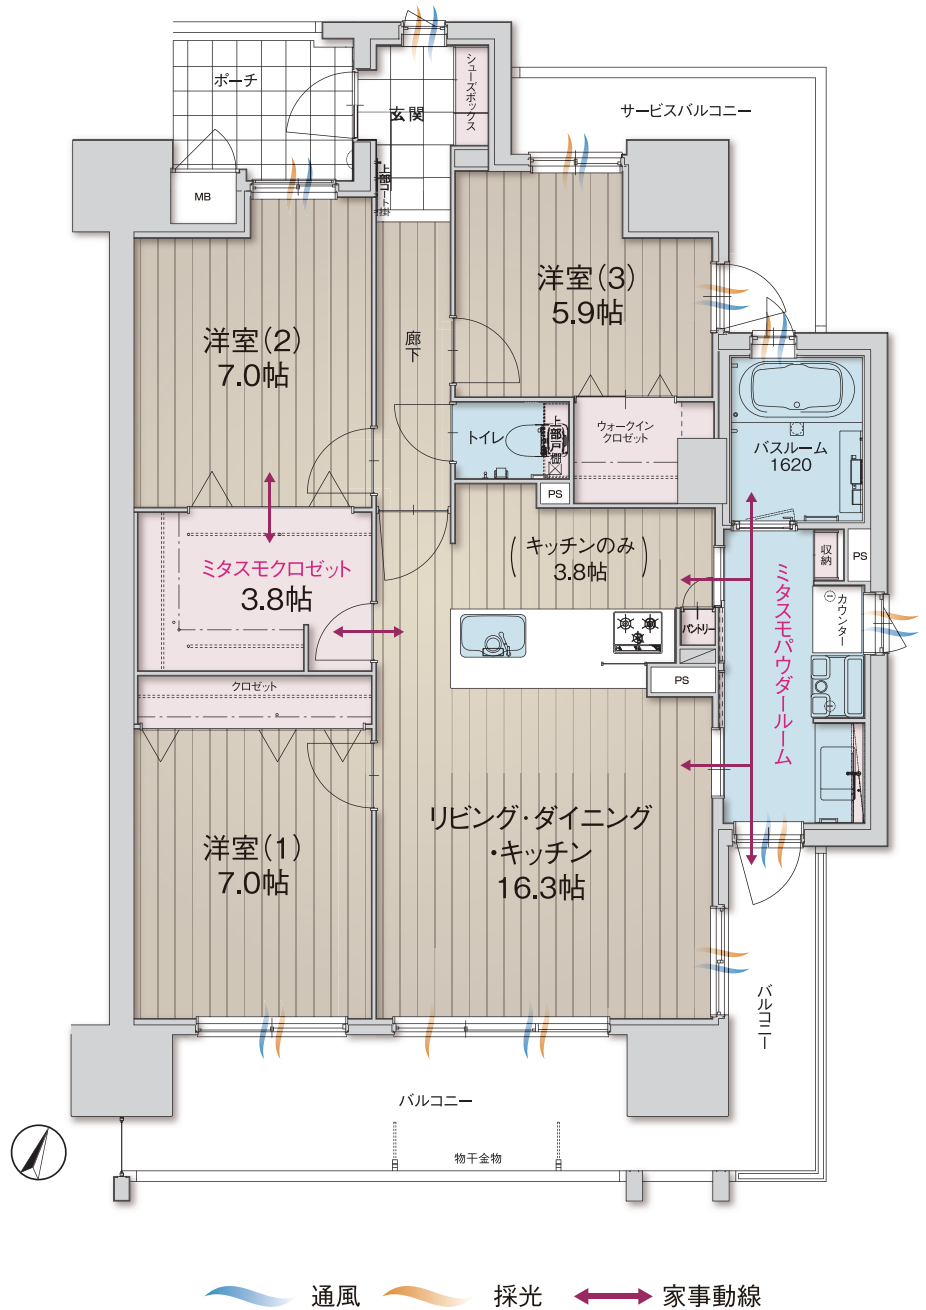 ポーチ
玄関
シューズボックス
サービスバルコニー
上部コート掛
MB
洋室(3)
5.9帖
洋室(2)
7.0帖
廊下
トイレ
上部戸棚
ウォークイン
クロゼット
バスルーム
1620
PS
(キッチンのみ)
3.8帖
収納
PS
ミタスモクロゼット
3.8帖
ミタスモパウダールーム
カウンター
パントリー
PS
クロゼット
リビング・ダイニング
・キッチン
16.3帖
洋室(1)
7.0帖
バルコニー
バルコニー
物干金物
通風
採光
家事動線